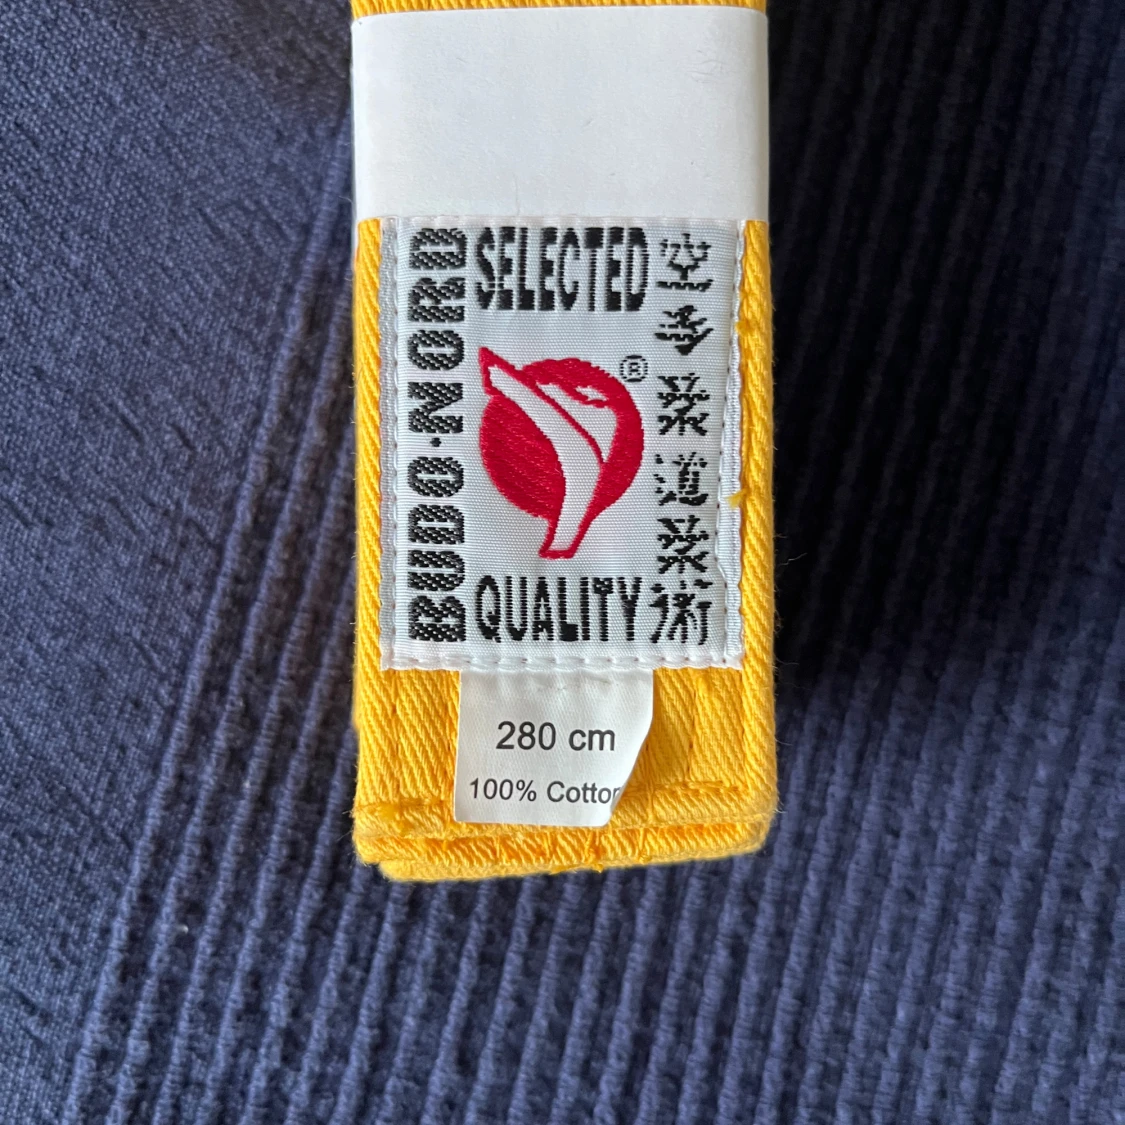 BUDO·NORD
SELECTED
®
QUALITY
空手柔道柔術
280 cm
100% Cotton